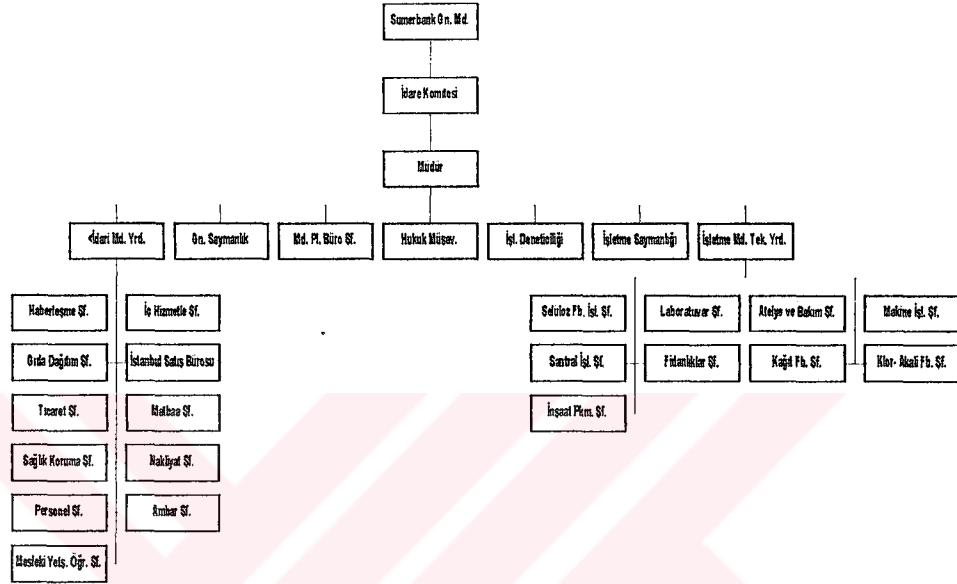 Sumerbank Gn. Md.
İdare Komitesi
Müdür
İdari Md. Yrd.
Gn. Saymanlık
Md. Pl. Büro Şf.
Hukuk Müşav.
İşl. Deneticiliği
İşletme Saymanlığı
İşletme Md. Tek. Yrd.
Haberleşme Şf.
İç Hizmetle Şf.
Gıda Dağıtım Şf.
İstanbul Satış Bürosu
Ticaret Şf.
Matbaa Şf.
Sağlık Koruma Şf.
Nakliyat Şf.
Personel Şf.
Ambar Şf.
Mesleki Yetş. Öğr. Şf.
Selüloz Fb. İşl. Şf.
Laboratuvar Şf.
Atelye ve Bakım Şf.
Makine İşl. Şf.
Santral İşl. Şf.
Fidanlıklar Şf.
Kağıt Fb. Şf.
Klor- Akali Fb. Şf.
İnşaat Pkm. Şf.